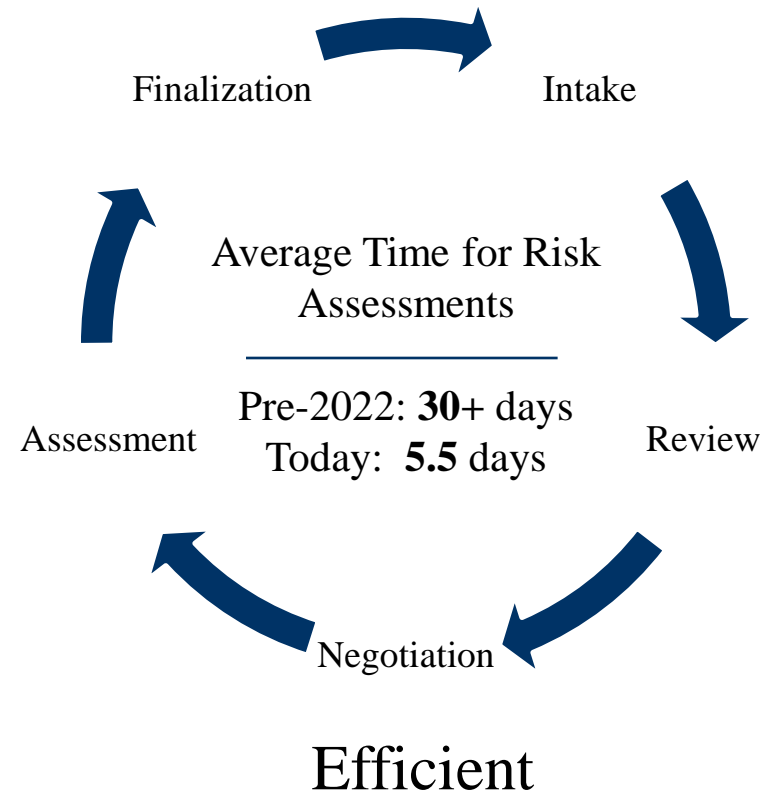 Finalization
Intake
Average Time for Risk
Assessments
Pre-2022: 30+ days
Today:  5.5 days
Assessment
Review
Negotiation
Efficient